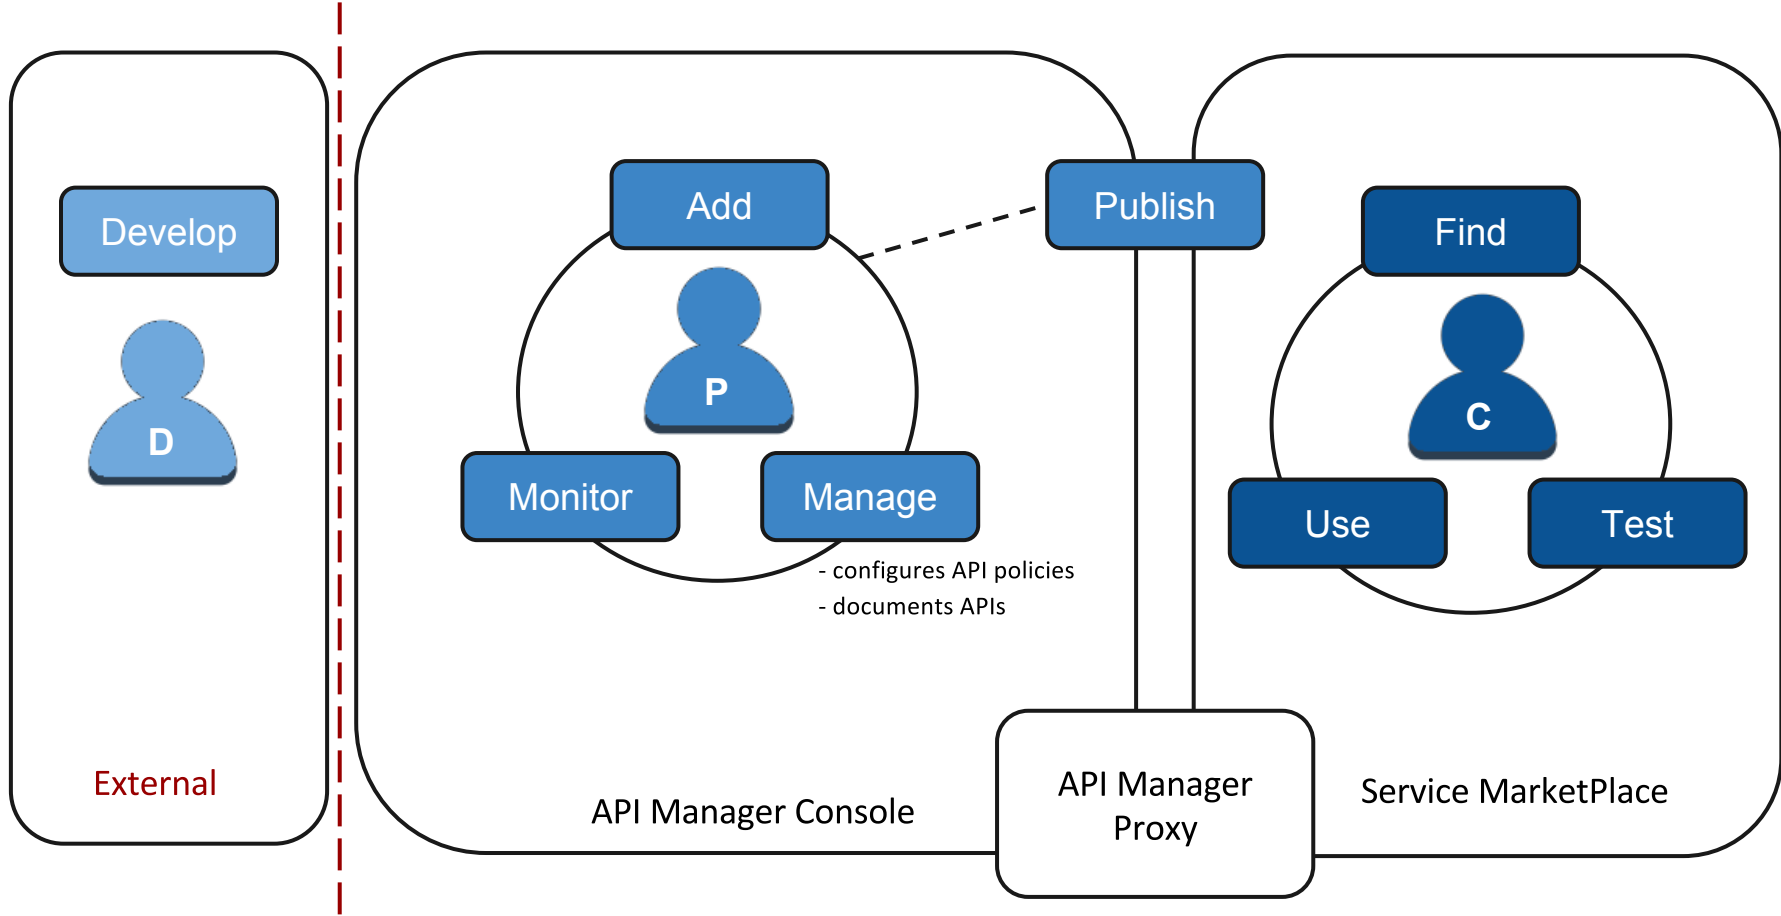 Develop
D
External
Add
P
Monitor
Manage
- configures API policies
- documents APIs
API Manager Console
Publish
API Manager
Proxy
Find
C
Use
Test
Service MarketPlace